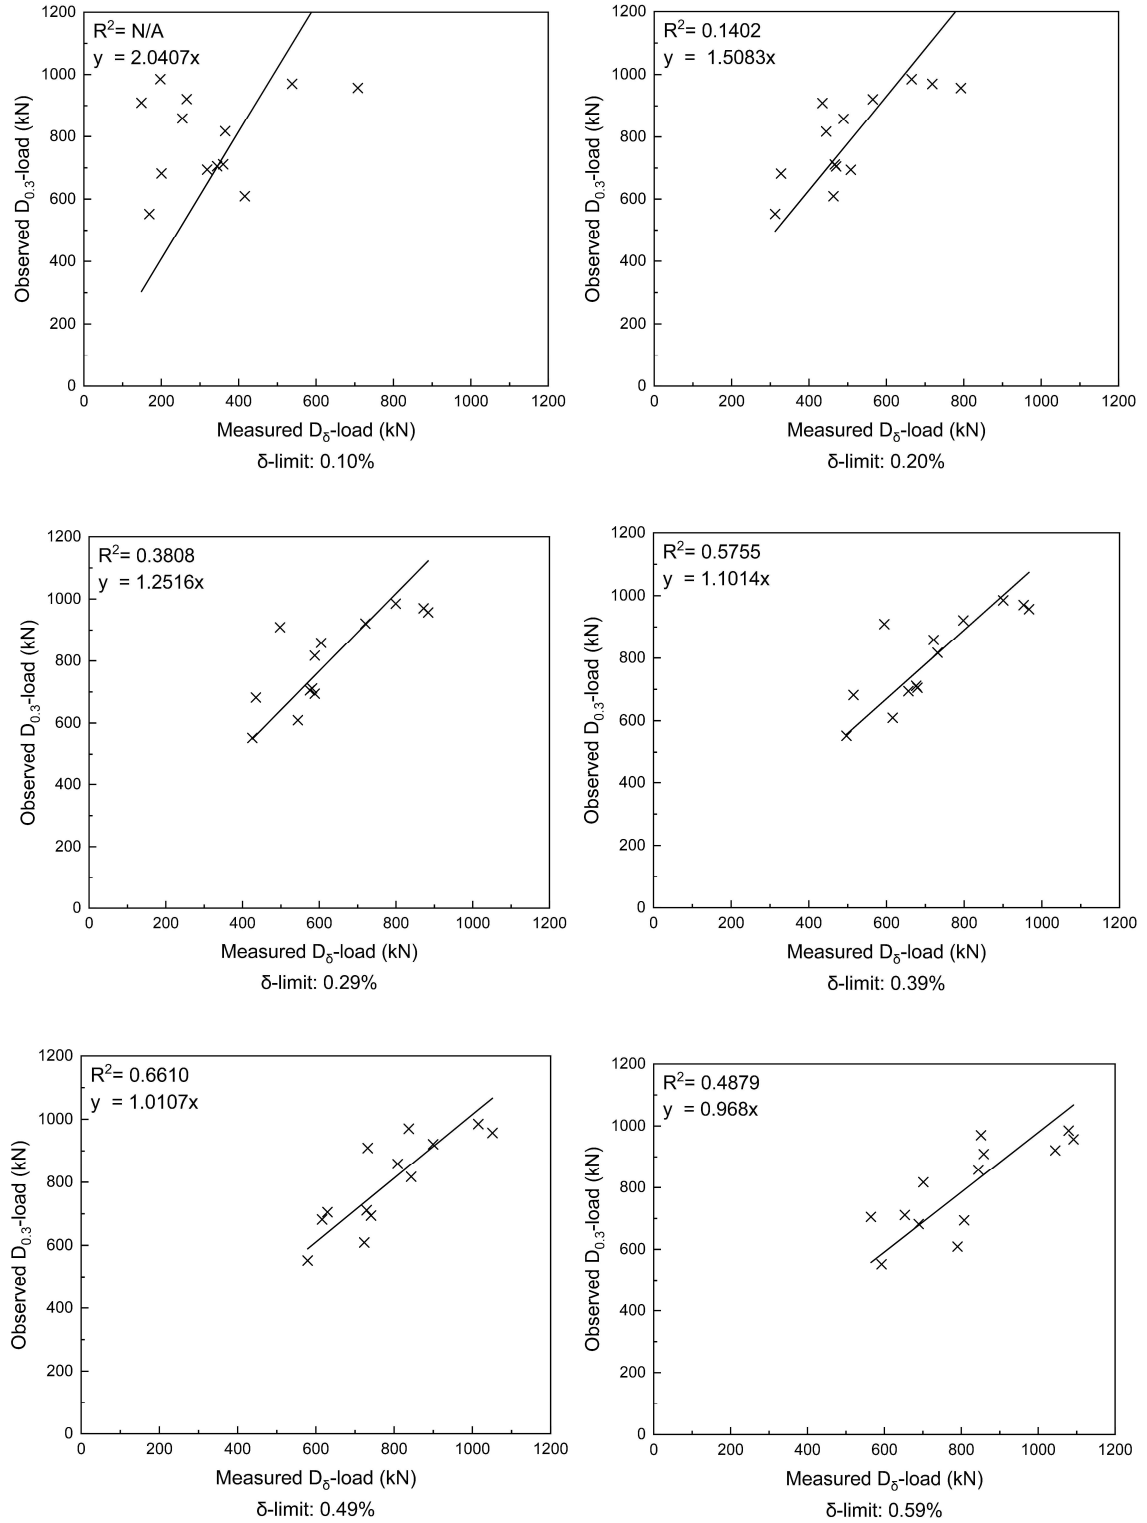 R²= N/A
y = 2.0407x
1200
1000
800
600
400
200
0
Observed D0.3-load (kN)
0 200 400 600 800 1000 1200
Measured Dδ-load (kN)
δ-limit: 0.10%
R²= 0.1402
y = 1.5083x
1200
1000
800
600
400
200
0
Observed D0.3-load (kN)
0 200 400 600 800 1000 1200
Measured Dδ-load (kN)
δ-limit: 0.20%
R²= 0.3808
y = 1.2516x
1200
1000
800
600
400
200
0
Observed D0.3-load (kN)
0 200 400 600 800 1000 1200
Measured Dδ-load (kN)
δ-limit: 0.29%
R²= 0.5755
y = 1.1014x
1200
1000
800
600
400
200
0
Observed D0.3-load (kN)
0 200 400 600 800 1000 1200
Measured Dδ-load (kN)
δ-limit: 0.39%
R²= 0.6610
y = 1.0107x
1200
1000
800
600
400
200
0
Observed D0.3-load (kN)
0 200 400 600 800 1000 1200
Measured Dδ-load (kN)
δ-limit: 0.49%
R²= 0.4879
y = 0.968x
1200
1000
800
600
400
200
0
Observed D0.3-load (kN)
0 200 400 600 800 1000 1200
Measured Dδ-load (kN)
δ-limit: 0.59%